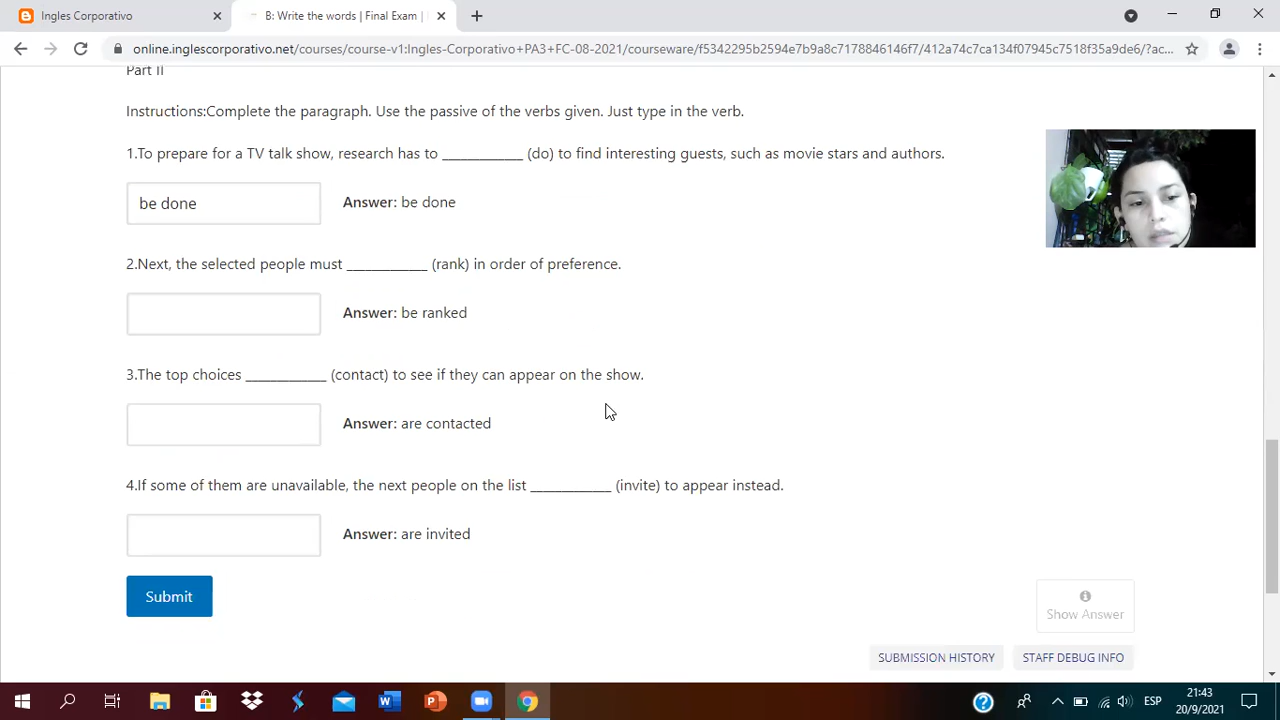 Ingles Corporativo
B: Write the words | Final Exam |
online.inglescorporativo.net/courses/course-v1:Ingles-Corporativo+PA3+FC-08-2021/courseware/f5342295b2594e7b9a8c7178846146f7/412a74c7ca134f07945c7518f35a9de6/?ac...
Part II
Instructions:Complete the paragraph. Use the passive of the verbs given. Just type in the verb.
1.To prepare for a TV talk show, research has to ____________ (do) to find interesting guests, such as movie stars and authors.
be done Answer: be done
2.Next, the selected people must ____________ (rank) in order of preference.
Answer: be ranked
3.The top choices ____________ (contact) to see if they can appear on the show.
Answer: are contacted
4.If some of them are unavailable, the next people on the list ____________ (invite) to appear instead.
Answer: are invited
Submit
Show Answer
SUBMISSION HISTORY STAFF DEBUG INFO
ESP
21:43
20/9/2021